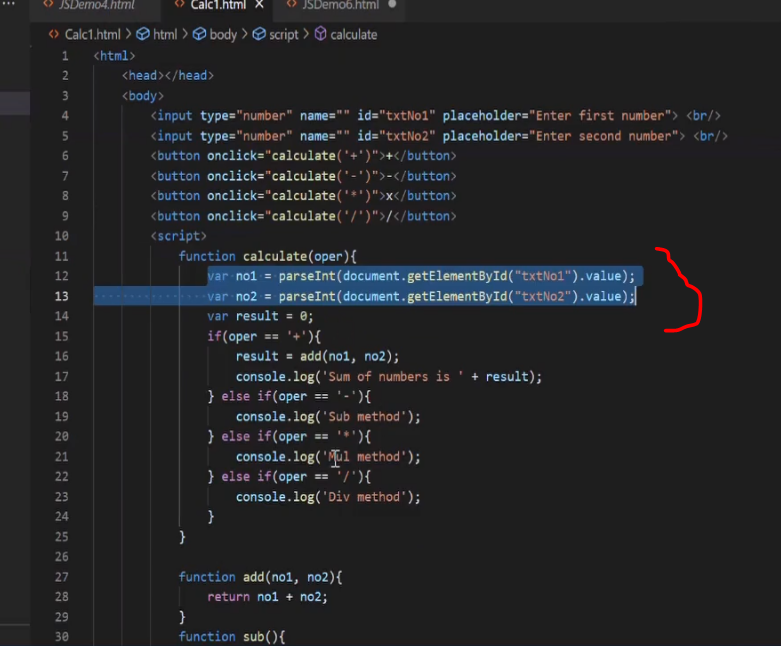 JSDemo4.html Calc1.html JSDemo6.html
Calc1.html > html > body > script > calculate
1 <html>
2 <head></head>
3 <body>
4 <input type="number" name="" id="txtNo1" placeholder="Enter first number"> <br/>
5 <input type="number" name="" id="txtNo2" placeholder="Enter second number"> <br/>
6 <button onclick="calculate('+')">+</button>
7 <button onclick="calculate('-')">-</button>
8 <button onclick="calculate('*')">x</button>
9 <button onclick="calculate('/')">/</button>
10 <script>
11 function calculate(oper){
12 var no1 = parseInt(document.getElementById("txtNo1").value);
13 var no2 = parseInt(document.getElementById("txtNo2").value);
14 var result = 0;
15 if(oper == '+'){
16 result = add(no1, no2);
17 console.log('Sum of numbers is ' + result);
18 } else if(oper == '-'){
19 console.log('Sub method');
20 } else if(oper == '*'){
21 console.log('Mul method');
22 } else if(oper == '/'){
23 console.log('Div method');
24 }
25 }
26
27 function add(no1, no2){
28 return no1 + no2;
29 }
30 function sub(){